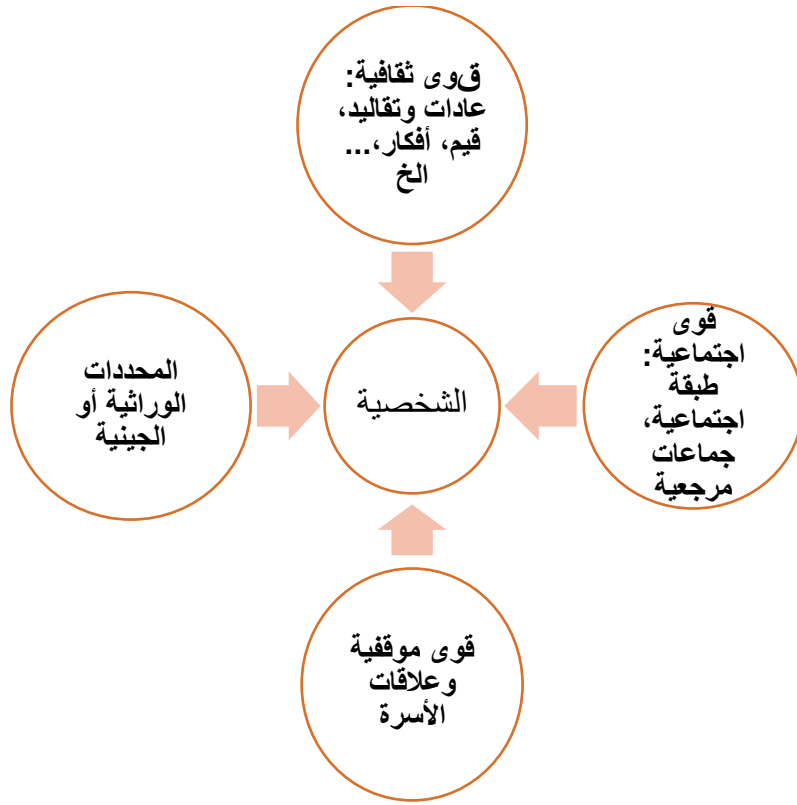 قوى ثقافية:
عادات وتقاليد،
قيم، أفكار،...
الخ
قوى
اجتماعية:
طبقة
اجتماعية،
جماعات
مرجعية
الشخصية
المحددات
الوراثية أو
الجينية
قوى موقفية
وعلاقات
الأسرة